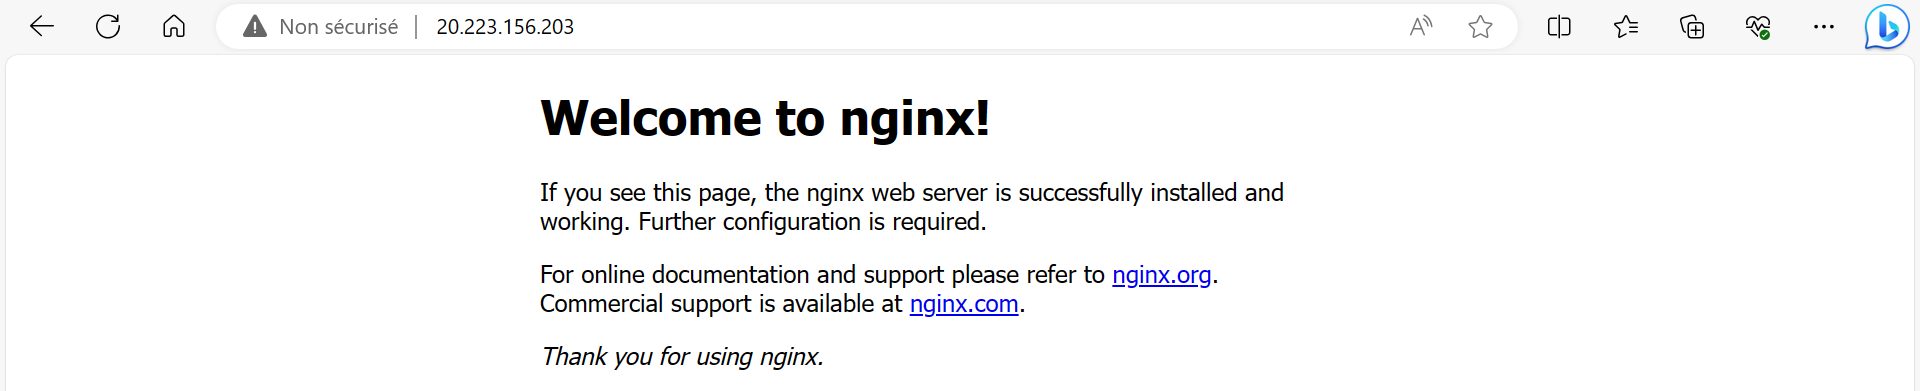 Non sécurisé | 20.223.156.203
Welcome to nginx!
If you see this page, the nginx web server is successfully installed and
working. Further configuration is required.
For online documentation and support please refer to nginx.org.
Commercial support is available at nginx.com.
Thank you for using nginx.